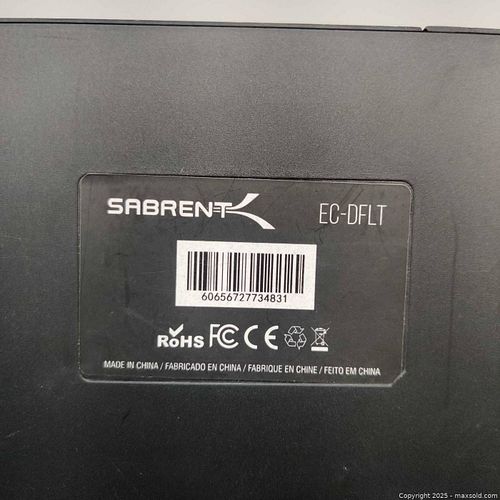 SABRENT
EC-DFLT
60656727734831
RoHS FC CE
MADE IN CHINA / FABRICADO EN CHINA / FABRIQUE EN CHINE / FEITO EM CHINA
Copyright 2025 - maxsold.com